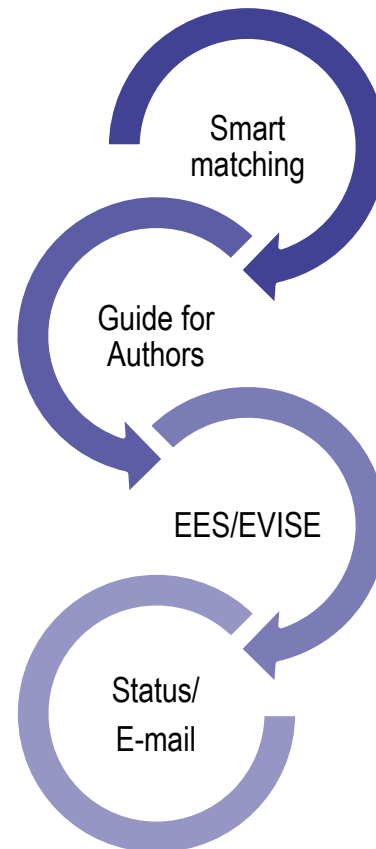 Smart
matching
Guide for
Authors
EES/EVISE
Status/
E-mail